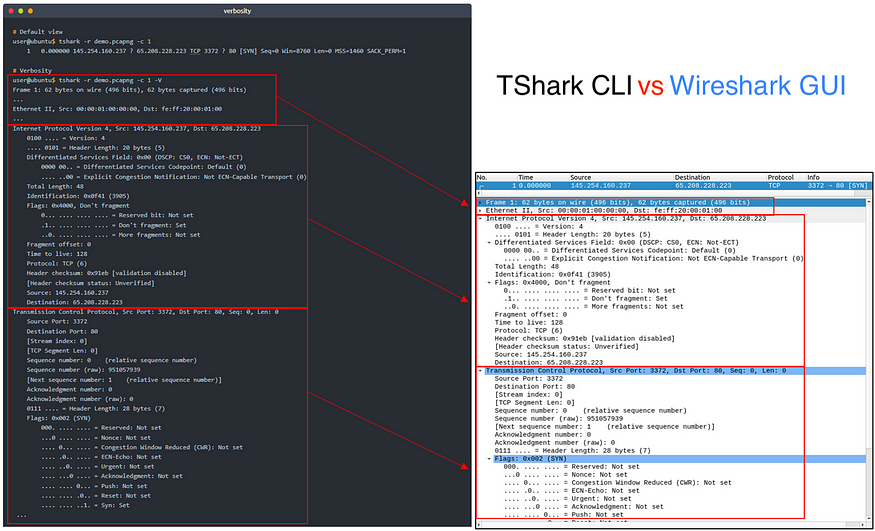 verbosity
# Default view
user@ubuntu$ tshark -r demo.pcapng -c 1
1 0.000000 145.254.160.237 ? 65.208.228.223 TCP 3372 ? 80 [SYN] Seq=0 Win=8760 Len=0 MSS=1460 SACK_PERM=1
# Verbosity
user@ubuntu$ tshark -r demo.pcapng -c 1 -V
Frame 1: 62 bytes on wire (496 bits), 62 bytes captured (496 bits)
...
Ethernet II, Src: 00:00:01:00:00:00, Dst: fe:ff:20:00:01:00
...
Internet Protocol Version 4, Src: 145.254.160.237, Dst: 65.208.228.223
0100 .... = Version: 4
.... 0101 = Header Length: 20 bytes (5)
Differentiated Services Field: 0x00 (DSCP: CS0, ECN: Not-ECT)
0000 00.. = Differentiated Services Codepoint: Default (0)
.... ..00 = Explicit Congestion Notification: Not ECN-Capable Transport (0)
Total Length: 48
Identification: 0x0f41 (3905)
Flags: 0x4000, Don't fragment
0... .... .... .... = Reserved bit: Not set
.1.. .... .... .... = Don't fragment: Set
..0. .... .... .... = More fragments: Not set
Fragment offset: 0
Time to live: 128
Protocol: TCP (6)
Header checksum: 0x91eb [validation disabled]
[Header checksum status: Unverified]
Source: 145.254.160.237
Destination: 65.208.228.223
Transmission Control Protocol, Src Port: 3372, Dst Port: 80, Seq: 0, Len: 0
Source Port: 3372
Destination Port: 80
[Stream index: 0]
[TCP Segment Len: 0]
Sequence number: 0 (relative sequence number)
Sequence number (raw): 951057939
[Next sequence number: 1 (relative sequence number)]
Acknowledgment number: 0
Acknowledgment number (raw): 0
0111 .... = Header Length: 28 bytes (7)
Flags: 0x002 (SYN)
000. .... .... = Reserved: Not set
...0 .... .... = Nonce: Not set
.... 0... .... = Congestion Window Reduced (CWR): Not set
.... .0.. .... = ECN-Echo: Not set
.... ..0. .... = Urgent: Not set
.... ...0 .... = Acknowledgment: Not set
.... .... 0... = Push: Not set
.... .... .0.. = Reset: Not set
.... .... ..1. = Syn: Set
...
TShark CLI vs Wireshark GUI
No. Time Source Destination Protocol Info
1 0.000000 145.254.160.237 65.208.228.223 TCP 3372 → 80 [SYN]
Frame 1: 62 bytes on wire (496 bits), 62 bytes captured (496 bits)
Ethernet II, Src: 00:00:01:00:00:00, Dst: fe:ff:20:00:01:00
Internet Protocol Version 4, Src: 145.254.160.237, Dst: 65.208.228.223
0100 .... = Version: 4
.... 0101 = Header Length: 20 bytes (5)
Differentiated Services Field: 0x00 (DSCP: CS0, ECN: Not-ECT)
0000 00.. = Differentiated Services Codepoint: Default (0)
.... ..00 = Explicit Congestion Notification: Not ECN-Capable Transport (0)
Total Length: 48
Identification: 0x0f41 (3905)
Flags: 0x4000, Don't fragment
0... .... .... .... = Reserved bit: Not set
.1.. .... .... .... = Don't fragment: Set
..0. .... .... .... = More fragments: Not set
Fragment offset: 0
Time to live: 128
Protocol: TCP (6)
Header checksum: 0x91eb [validation disabled]
[Header checksum status: Unverified]
Source: 145.254.160.237
Destination: 65.208.228.223
Transmission Control Protocol, Src Port: 3372, Dst Port: 80, Seq: 0, Len: 0
Source Port: 3372
Destination Port: 80
[Stream index: 0]
[TCP Segment Len: 0]
Sequence number: 0 (relative sequence number)
Sequence number (raw): 951057939
[Next sequence number: 1 (relative sequence number)]
Acknowledgment number: 0
Acknowledgment number (raw): 0
0111 .... = Header Length: 28 bytes (7)
Flags: 0x002 (SYN)
000. .... .... = Reserved: Not set
...0 .... .... = Nonce: Not set
.... 0... .... = Congestion Window Reduced (CWR): Not set
.... .0.. .... = ECN-Echo: Not set
.... ..0. .... = Urgent: Not set
.... ...0 .... = Acknowledgment: Not set
.... .... 0... = Push: Not set